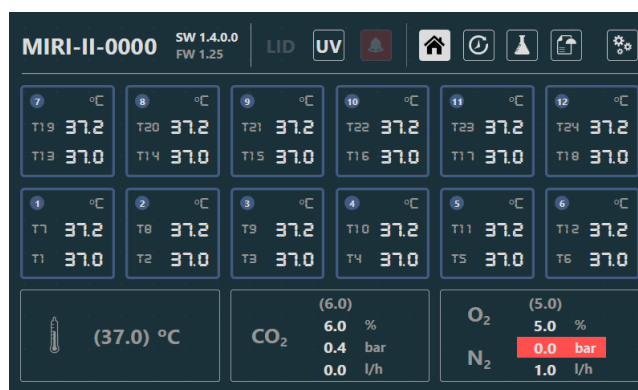 MIRI-II-0000 SW 1.4.0.0 LID UV
FW 1.25
7 °C 8 °C 9 °C 10 °C 11 °C 12 °C
T19 37.2 T20 37.2 T21 37.2 T22 37.2 T23 37.2 T24 37.2
T13 37.0 T14 37.0 T15 37.0 T16 37.0 T17 37.0 T18 37.0
1 °C 2 °C 3 °C 4 °C 5 °C 6 °C
T7 37.2 T8 37.2 T9 37.2 T10 37.2 T11 37.2 T12 37.2
T1 37.0 T2 37.0 T3 37.0 T4 37.0 T5 37.0 T6 37.0
(37.0) °C
CO₂
(6.0)
6.0 %
0.4 bar
0.0 l/h
O₂
(5.0)
5.0 %
N₂
0.0 bar
1.0 l/h